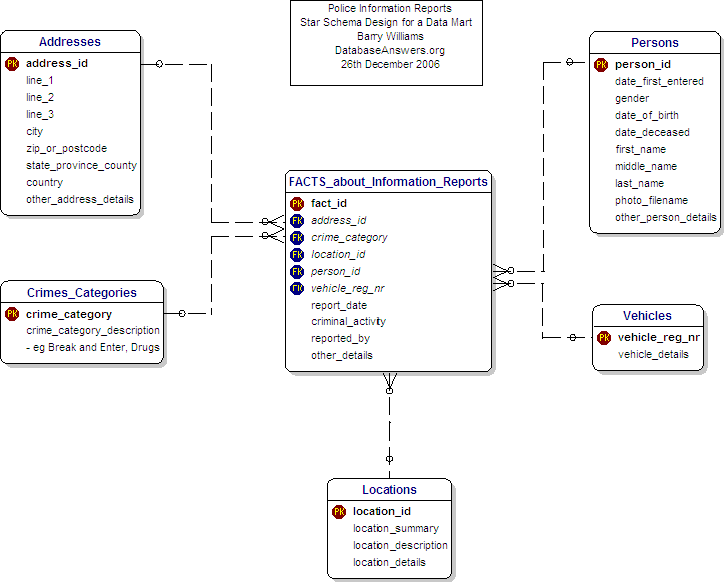 Police Information Reports
Star Schema Design for a Data Mart
Barry Williams
DatabaseAnswers.org
26th December 2006
Addresses
PK address_id
line_1
line_2
line_3
city
zip_or_postcode
state_province_county
country
other_address_details
Persons
PK person_id
date_first_entered
gender
date_of_birth
date_deceased
first_name
middle_name
last_name
photo_filename
other_person_details
FACTS_about_Information_Reports
PK fact_id
FK address_id
FK crime_category
FK location_id
FK person_id
FK vehicle_reg_nr
report_date
criminal_activity
reported_by
other_details
Crimes_Categories
PK crime_category
crime_category_description
- eg Break and Enter, Drugs
Vehicles
PK vehicle_reg_nr
vehicle_details
Locations
PK location_id
location_summary
location_description
location_details